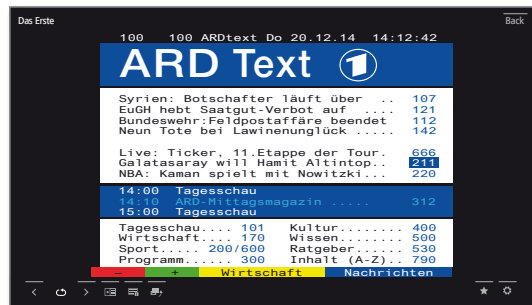 Das Erste
Back
100 100 ARDtext Do 20.12.14 14:12:42
ARD Text 1
Syrien: Botschafter läuft über .. 107
EuGH hebt Saatgut-Verbot auf .... 121
Bundeswehr:Feldpostaffäre beendet 112
Neun Tote bei Lawinenunglück ..... 142
Live: Ticker, 11.Etappe der Tour. 666
Galatasaray will Hamit Altintop.. 211
NBA: Kaman spielt mit Nowitzki... 220
14:00 Tagesschau
14:10 ARD-Mittagsmagazin ..... 312
15:00 Tagesschau
Tagesschau.... 101 Kultur........ 400
Wirtschaft.... 170 Wissen........ 500
Sport..... 200/600 Ratgeber...... 530
Programm...... 300 Inhalt (A-Z).. 790
– + Wirtschaft Nachrichten